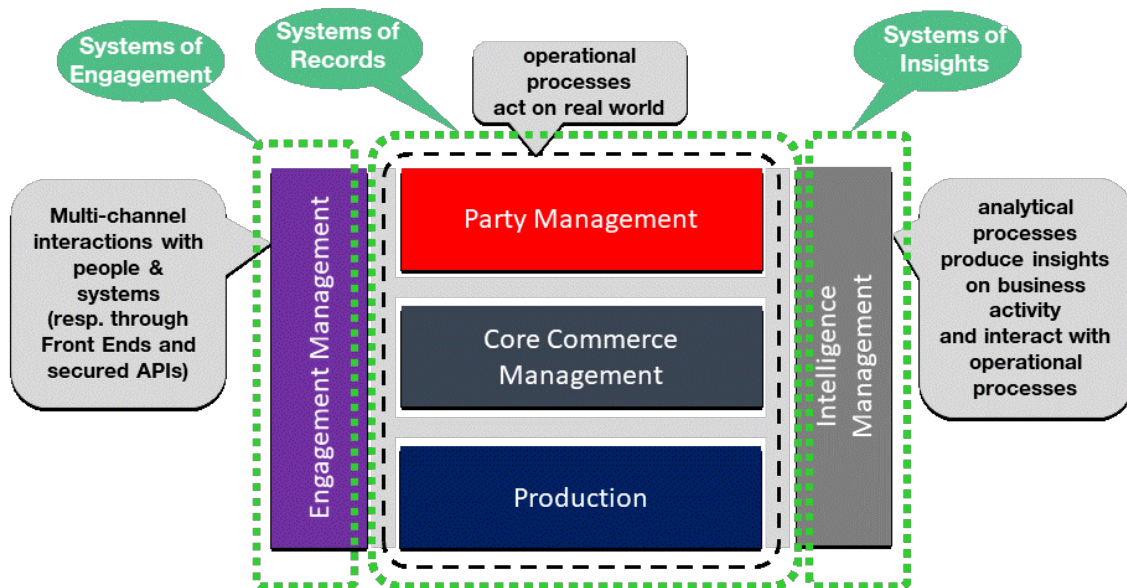 Systems of
Engagement
Systems of
Records
operational
processes
act on real world
Systems of
Insights
Multi-channel
interactions with
people &
systems
(resp. through
Front Ends and
secured APIs)
Engagement Management
Party Management
Core Commerce
Management
Production
Intelligence
Management
analytical
processes
produce insights
on business
activity
and interact with
operational
processes